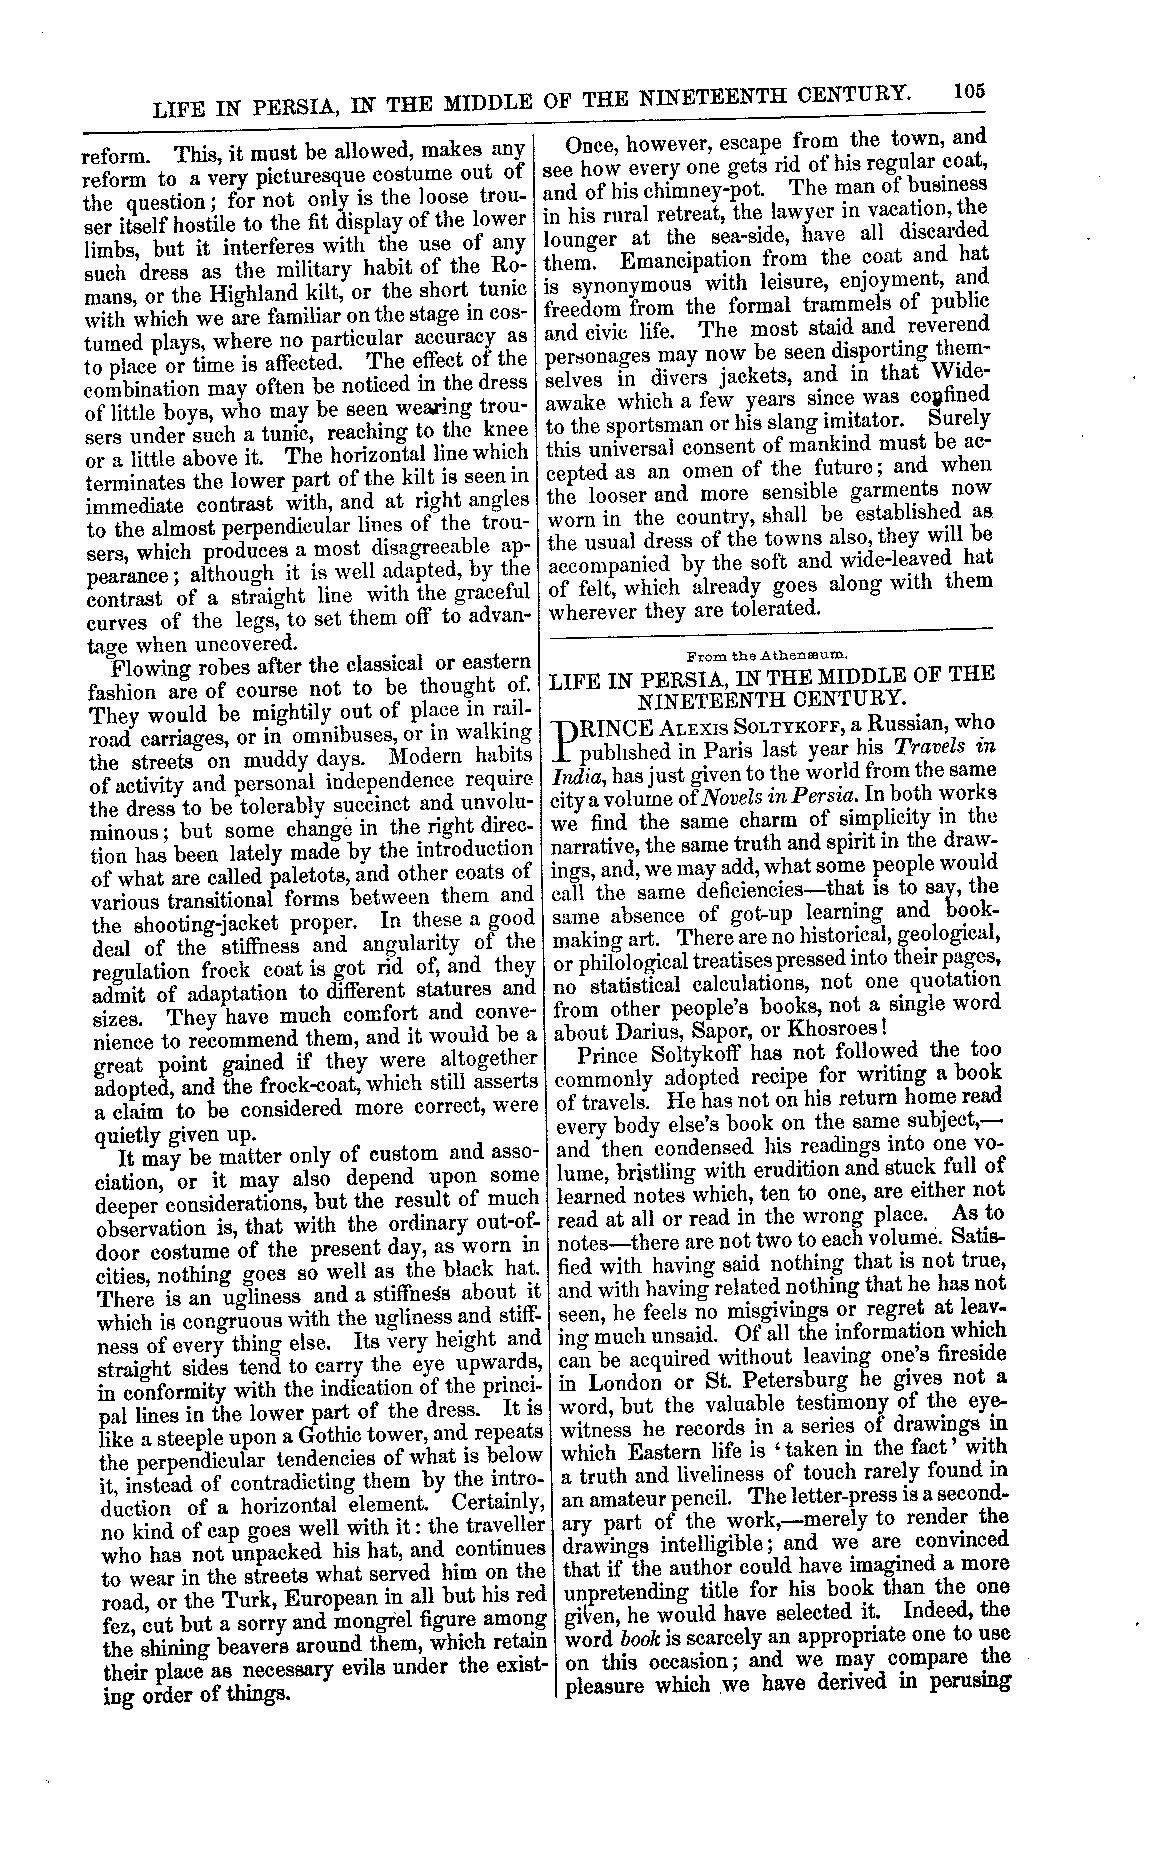 LIFE IN PERSIA, IN THE MIDDLE OF THE NINETEENTH CENTURY. 105
reform. This, it must be allowed, makes any
reform to a very picturesque costume out of
the question; for not only is the loose trou-
ser itself hostile to the fit display of the lower
limbs, but it interferes with the use of any
such dress as the military habit of the Ro-
mans, or the Highland kilt, or the short tunic
with which we are familiar on the stage in cos-
tumed plays, where no particular accuracy as
to place or time is affected. The effect of the
combination may often be noticed in the dress
of little boys, who may be seen wearing trou-
sers under such a tunic, reaching to the knee
or a little above it. The horizontal line which
terminates the lower part of the kilt is seen in
immediate contrast with, and at right angles
to the almost perpendicular lines of the trou-
sers, which produces a most disagreeable ap-
pearance; although it is well adapted, by the
contrast of a straight line with the graceful
curves of the legs, to set them off to advan-
tage when uncovered.
Flowing robes after the classical or eastern
fashion are of course not to be thought of.
They would be mightily out of place in rail-
road carriages, or in omnibuses, or in walking
the streets on muddy days. Modern habits
of activity and personal independence require
the dress to be tolerably succinct and unvolu-
minous; but some change in the right direc-
tion has been lately made by the introduction
of what are called paletots, and other coats of
various transitional forms between them and
the shooting-jacket proper. In these a good
deal of the stiffness and angularity of the
regulation frock coat is got rid of, and they
admit of adaptation to different statures and
sizes. They have much comfort and conve-
nience to recommend them, and it would be a
great point gained if they were altogether
adopted, and the frock-coat, which still asserts
a claim to be considered more correct, were
quietly given up.
It may be matter only of custom and asso-
ciation, or it may also depend upon some
deeper considerations, but the result of much
observation is, that with the ordinary out-of-
door costume of the present day, as worn in
cities, nothing goes so well as the black hat.
There is an ugliness and a stiffness about it
which is congruous with the ugliness and stiff-
ness of every thing else. Its very height and
straight sides tend to carry the eye upwards,
in conformity with the indication of the princi-
pal lines in the lower part of the dress. It is
like a steeple upon a Gothic tower, and repeats
the perpendicular tendencies of what is below
it, instead of contradicting them by the intro-
duction of a horizontal element. Certainly,
no kind of cap goes well with it: the traveller
who has not unpacked his hat, and continues
to wear in the streets what served him on the
road, or the Turk, European in all but his red
fez, cut but a sorry and mongrel figure among
the shining beavers around them, which retain
their place as necessary evils under the exist-
ing order of things.
Once, however, escape from the town, and
see how every one gets rid of his regular coat,
and of his chimney-pot. The man of business
in his rural retreat, the lawyer in vacation, the
lounger at the sea-side, have all discarded
them. Emancipation from the coat and hat
is synonymous with leisure, enjoyment, and
freedom from the formal trammels of public
and civic life. The most staid and reverend
personages may now be seen disporting them-
selves in divers jackets, and in that Wide-
awake which a few years since was confined
to the sportsman or his slang imitator. Surely
this universal consent of mankind must be ac-
cepted as an omen of the future; and when
the looser and more sensible garments now
worn in the country, shall be established as
the usual dress of the towns also, they will be
accompanied by the soft and wide-leaved hat
of felt, which already goes along with them
wherever they are tolerated.
From the Athenæum.
LIFE IN PERSIA, IN THE MIDDLE OF THE
NINETEENTH CENTURY.
PRINCE ALEXIS SOLTYKOFF, a Russian, who
published in Paris last year his Travels in
India, has just given to the world from the same
city a volume of Novels in Persia. In both works
we find the same charm of simplicity in the
narrative, the same truth and spirit in the draw-
ings, and, we may add, what some people would
call the same deficiencies—that is to say, the
same absence of got-up learning and book-
making art. There are no historical, geological,
or philological treatises pressed into their pages,
no statistical calculations, not one quotation
from other people's books, not a single word
about Darius, Sapor, or Khosroes!
Prince Soltykoff has not followed the too
commonly adopted recipe for writing a book
of travels. He has not on his return home read
every body else's book on the same subject,—
and then condensed his readings into one vo-
lume, bristling with erudition and stuck full of
learned notes which, ten to one, are either not
read at all or read in the wrong place. As to
notes—there are not two to each volume. Satis-
fied with having said nothing that is not true,
and with having related nothing that he has not
seen, he feels no misgivings or regret at leav-
ing much unsaid. Of all the information which
can be acquired without leaving one's fireside
in London or St. Petersburg he gives not a
word, but the valuable testimony of the eye-
witness he records in a series of drawings in
which Eastern life is 'taken in the fact' with
a truth and liveliness of touch rarely found in
an amateur pencil. The letter-press is a second-
ary part of the work,—merely to render the
drawings intelligible; and we are convinced
that if the author could have imagined a more
unpretending title for his book than the one
given, he would have selected it. Indeed, the
word book is scarcely an appropriate one to use
on this occasion; and we may compare the
pleasure which we have derived in perusing